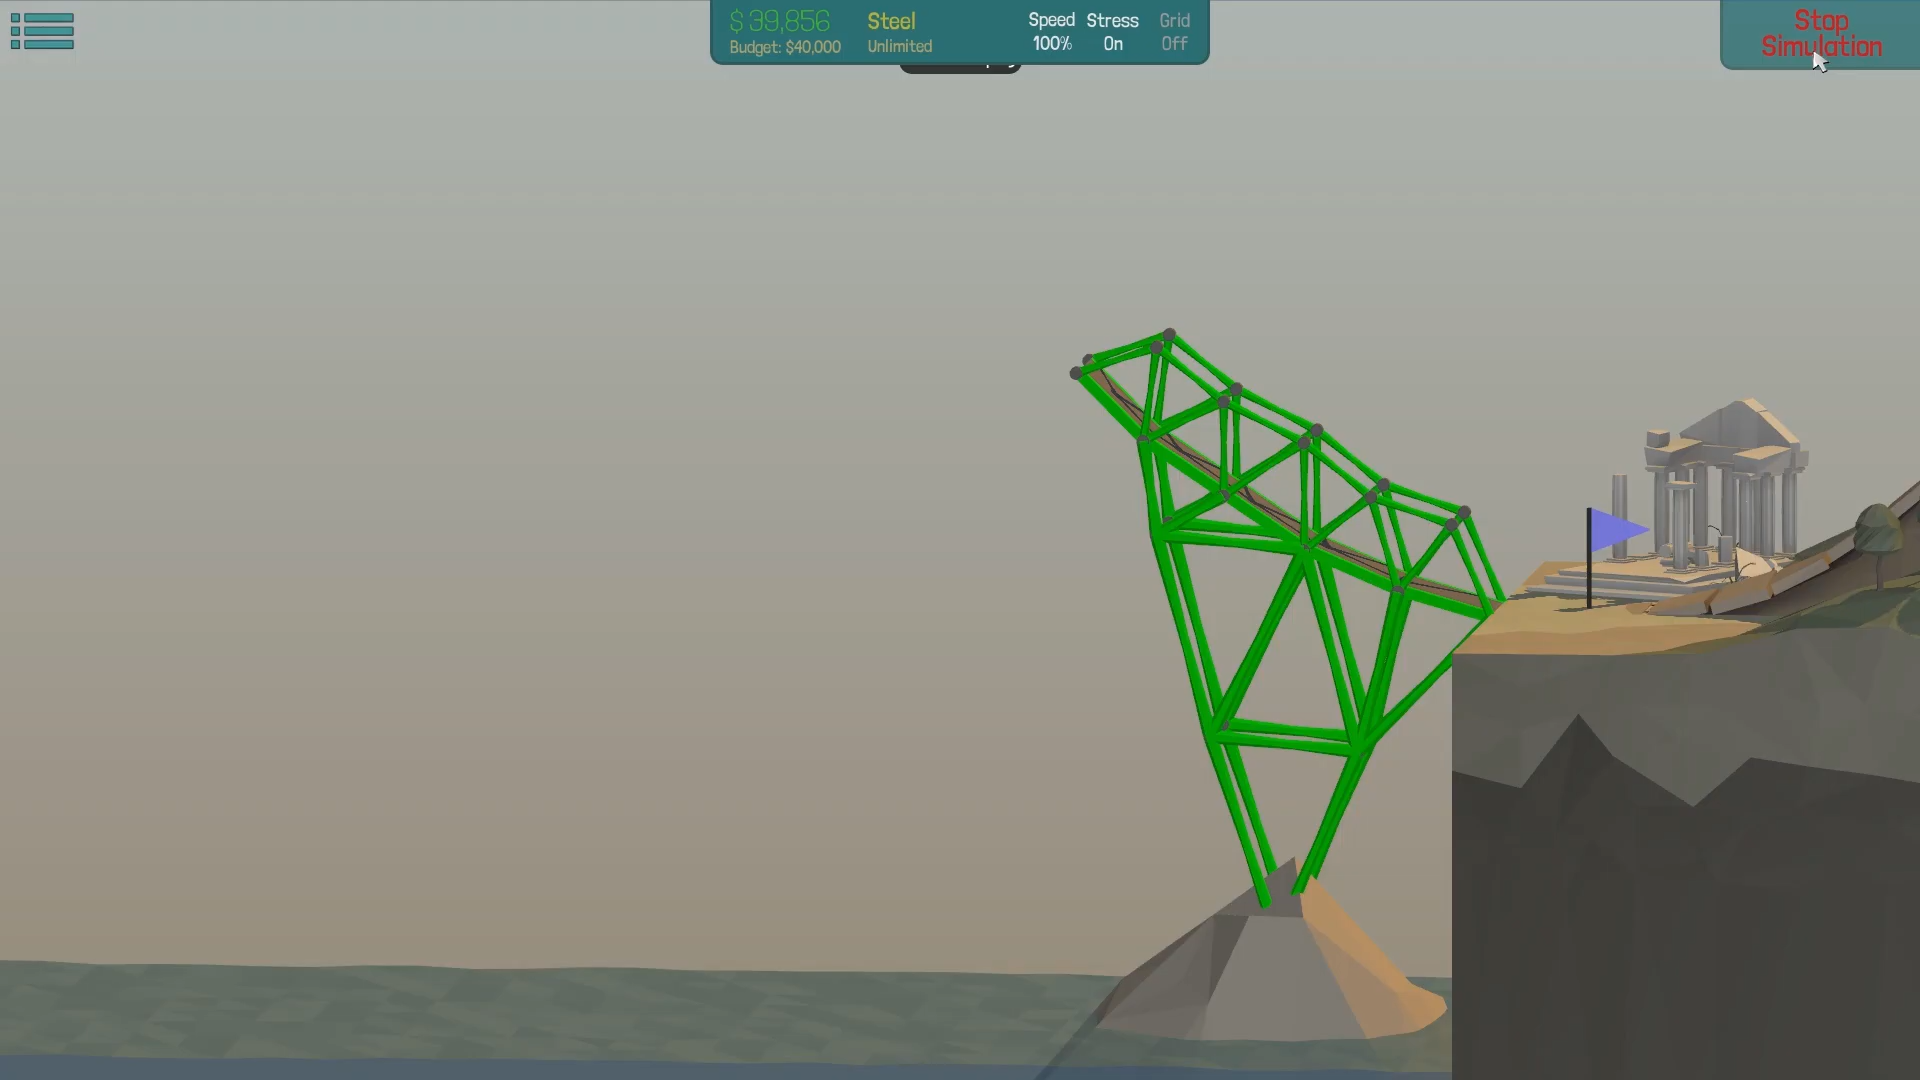 $ 39,856
Budget: $40,000
Steel
Unlimited
Speed
100%
Stress
On
Grid
Off
Stop
Simulation